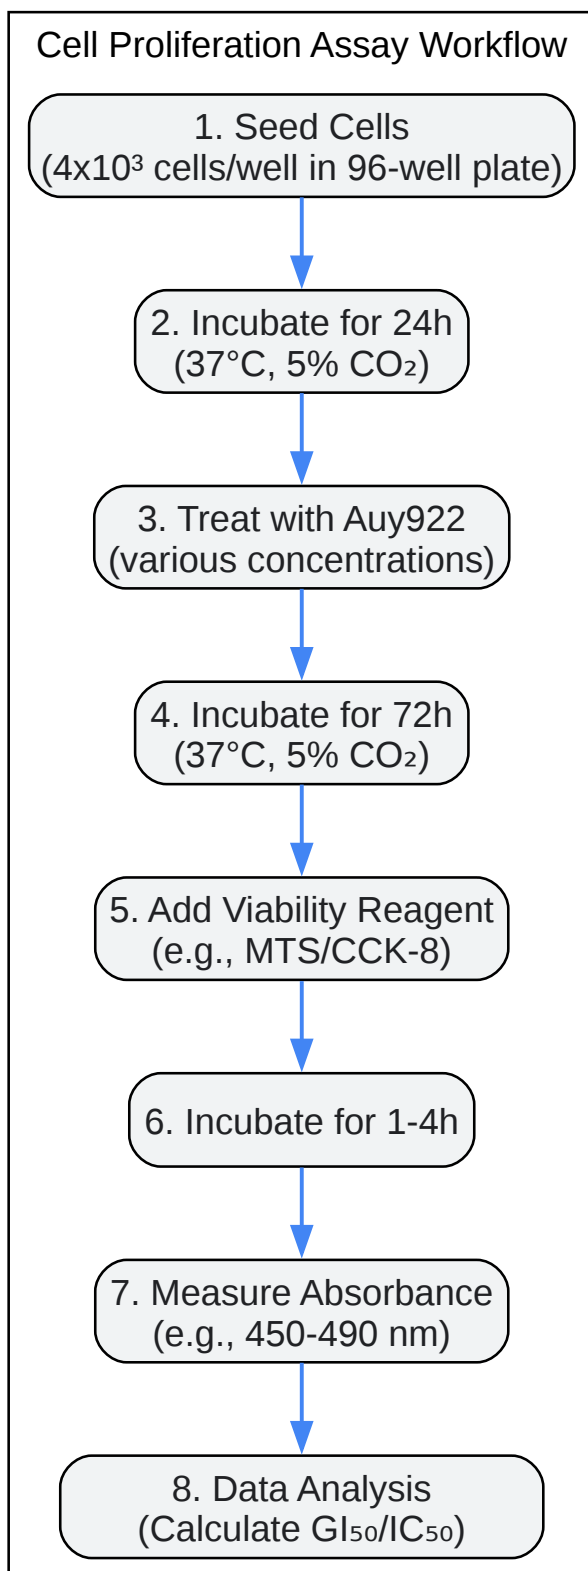 Cell Proliferation Assay Workflow
1. Seed Cells
(4x10³ cells/well in 96-well plate)
2. Incubate for 24h
(37°C, 5% CO₂)
3. Treat with Auy922
(various concentrations)
4. Incubate for 72h
(37°C, 5% CO₂)
5. Add Viability Reagent
(e.g., MTS/CCK-8)
6. Incubate for 1-4h
7. Measure Absorbance
(e.g., 450-490 nm)
8. Data Analysis
(Calculate GI₅₀/IC₅₀)